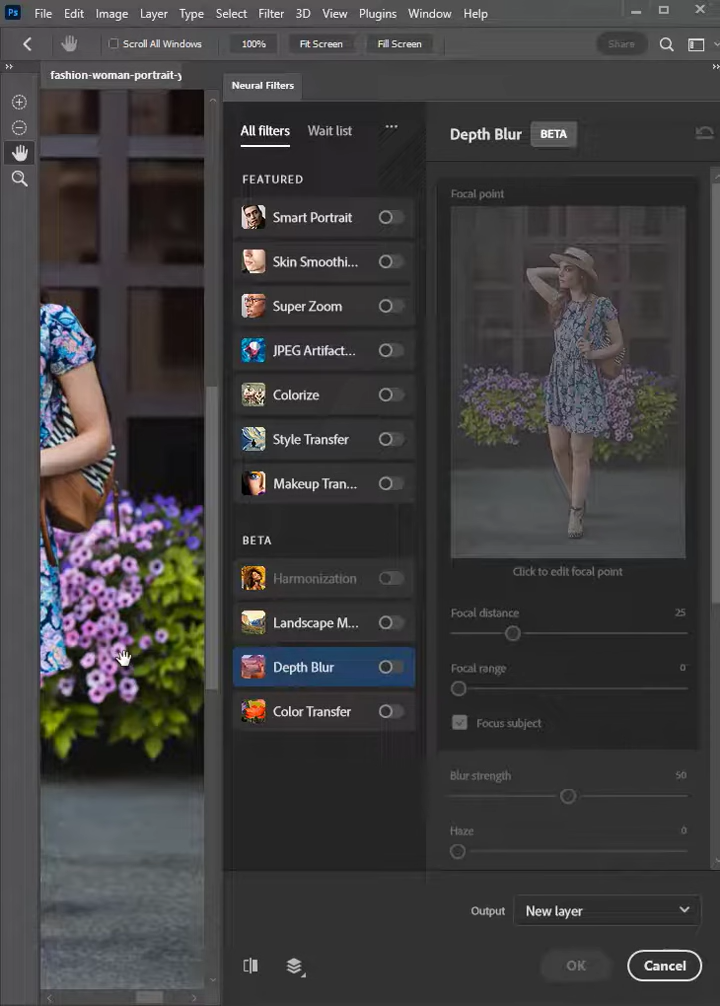 Ps File Edit Image Layer Type Select Filter 3D View Plugins Window Help
Scroll All Windows 100% Fit Screen Fill Screen Share
fashion-woman-portrait-y
Neural Filters
All filters Wait list ...
Depth Blur BETA
FEATURED
Focal point
Smart Portrait
Skin Smoothi...
Super Zoom
JPEG Artifact...
Colorize
Style Transfer
Makeup Tran...
BETA
Harmonization
Landscape M...
Depth Blur
Color Transfer
Click to edit focal point
Focal distance 25
Focal range 0
Focus subject
Blur strength 50
Haze 0
Output New layer
OK Cancel